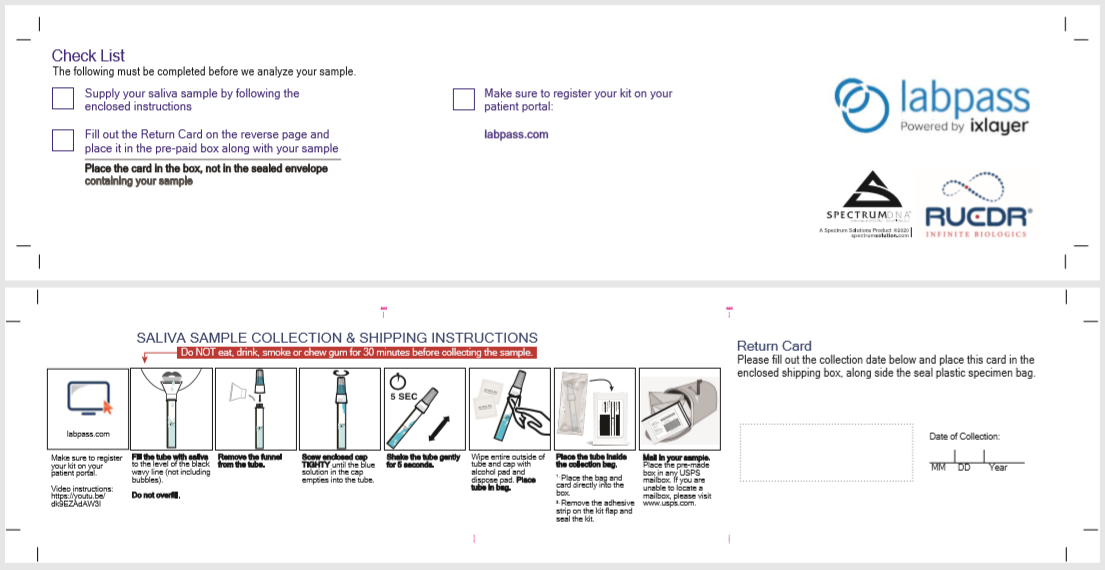 Check List
The following must be completed before we analyze your sample.
Supply your saliva sample by following the
enclosed instructions
Fill out the Return Card on the reverse page and
place it in the pre-paid box along with your sample
Place the card in the box, not in the sealed envelope
containing your sample
Make sure to register your kit on your
patient portal:
labpass.com
labpass
Powered by ixlayer
SPECTRUMDNA
A Spectrum Solutions Product ©2020
spectrumsolution.com
RUCDR®
INFINITE BIOLOGICS
SALIVA SAMPLE COLLECTION & SHIPPING INSTRUCTIONS
Do NOT eat, drink, smoke or chew gum for 30 minutes before collecting the sample.
labpass.com
Make sure to register
your kit on your
patient portal.
Video instructions:
https://youtu.be/
dk9EZAdAW3I
Fill the tube with saliva
to the level of the black
wavy line (not including
bubbles).
Do not overfill.
Remove the funnel
from the tube.
Scew enclosed cap
TIGHTY until the blue
solution in the cap
empties into the tube.
5 SEC
Shake the tube gently
for 5 seconds.
Wipe entire outside of
tube and cap with
alcohol pad and
dispose pad. Place
tube in bag.
Place the tube inside
the collection bag.
Place the bag and
card directly into the
box.
Remove the adhesive
strip on the kit flap and
seal the kit.
Mail in your sample.
Place the pre-made
box in any USPS
mailbox. If you are
unable to locate a
mailbox, please visit
www.usps.com.
Return Card
Please fill out the collection date below and place this card in the
enclosed shipping box, along side the seal plastic specimen bag.
Date of Collection:
MM DD Year